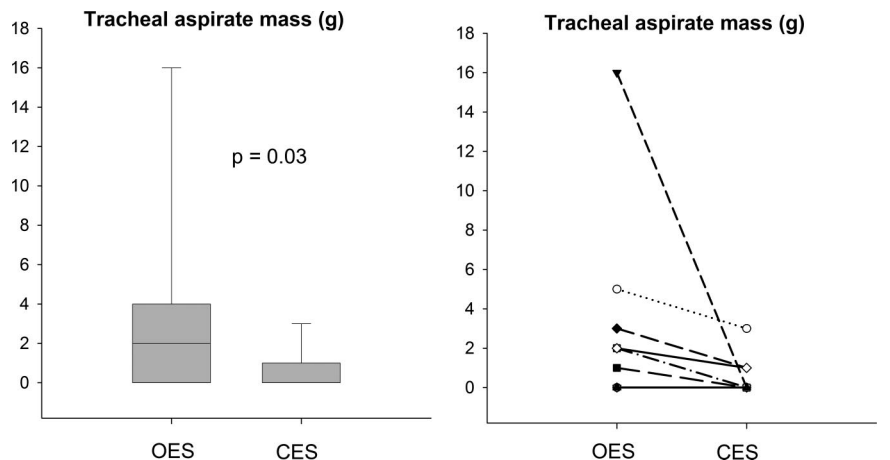 Tracheal aspirate mass (g)
18
16
14
12
10
8
6
4
2
0
p = 0.03
OES
CES
Tracheal aspirate mass (g)
18
16
14
12
10
8
6
4
2
0
OES
CES